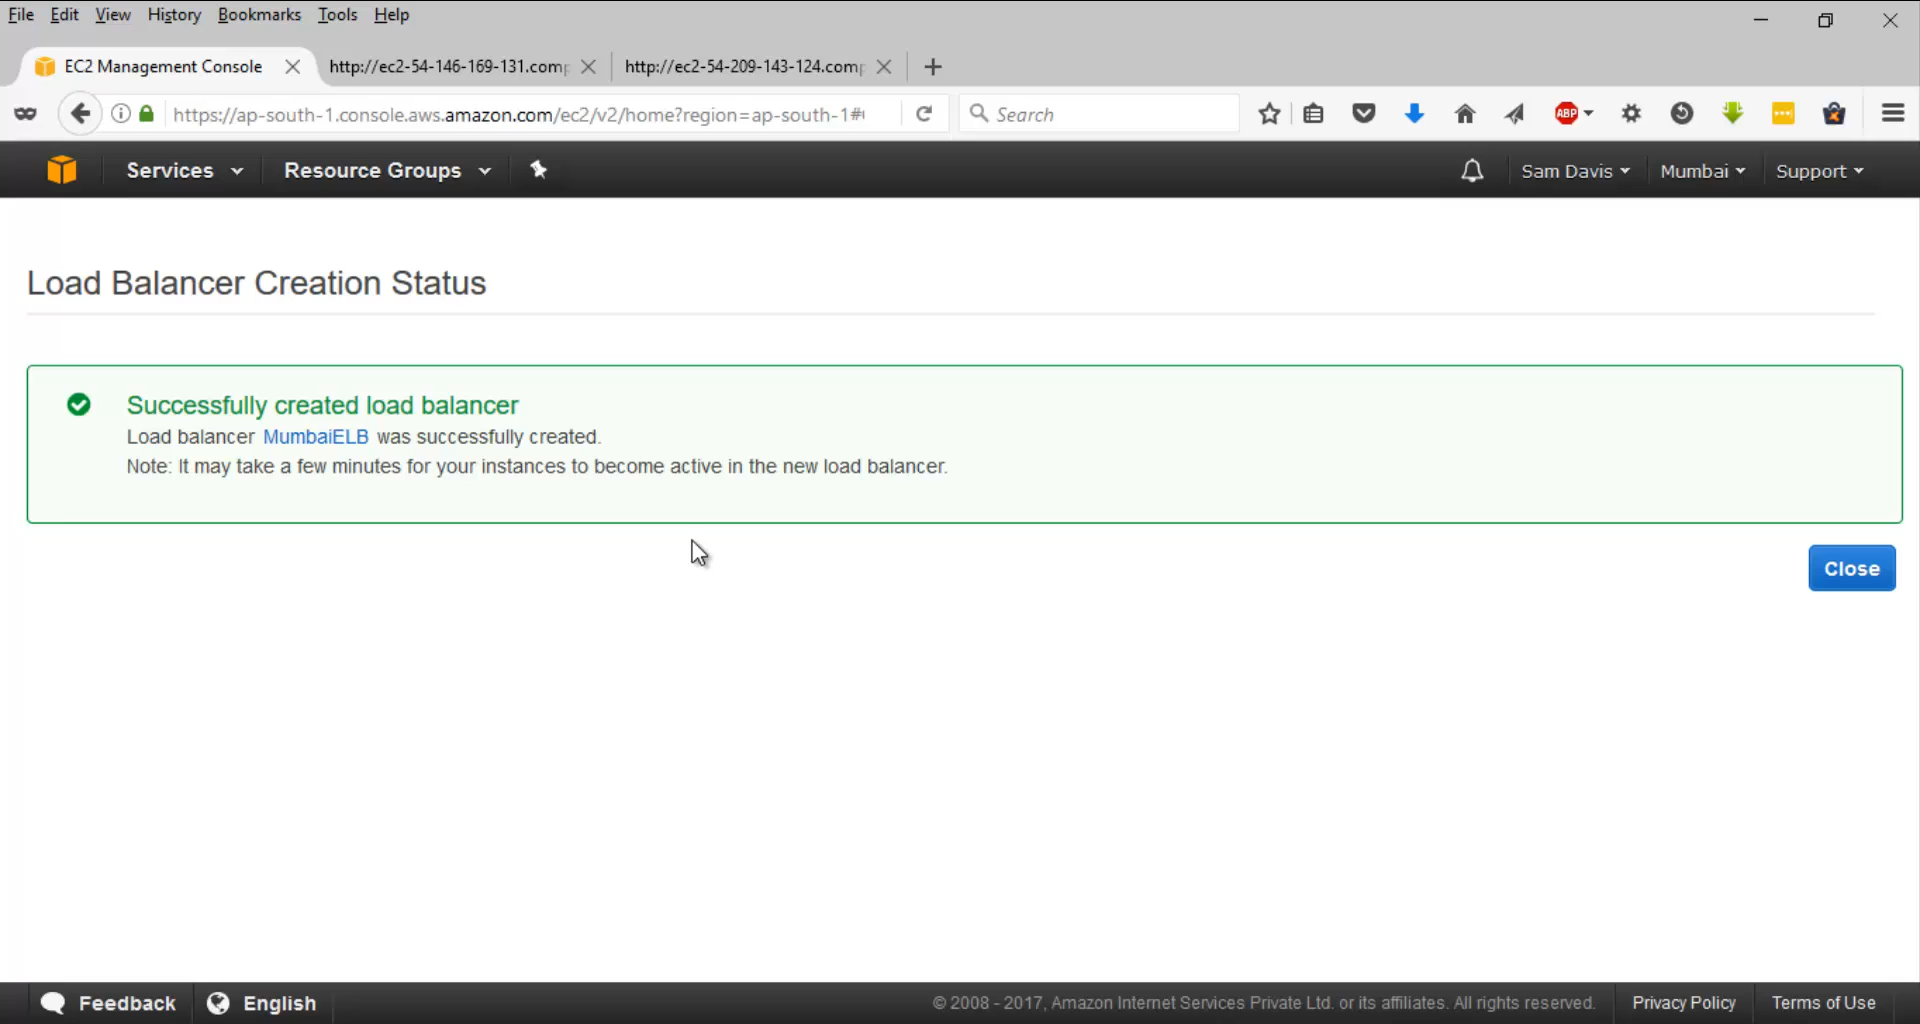 File Edit View History Bookmarks Tools Help
EC2 Management Console
http://ec2-54-146-169-131.comp
http://ec2-54-209-143-124.comp
https://ap-south-1.console.aws.amazon.com/ec2/v2/home?region=ap-south-1#
Search
ABP
Services Resource Groups Sam Davis Mumbai Support
Load Balancer Creation Status
Successfully created load balancer
Load balancer MumbaiELB was successfully created.
Note: It may take a few minutes for your instances to become active in the new load balancer.
Close
Feedback English © 2008 - 2017, Amazon Internet Services Private Ltd. or its affiliates. All rights reserved. Privacy Policy Terms of Use